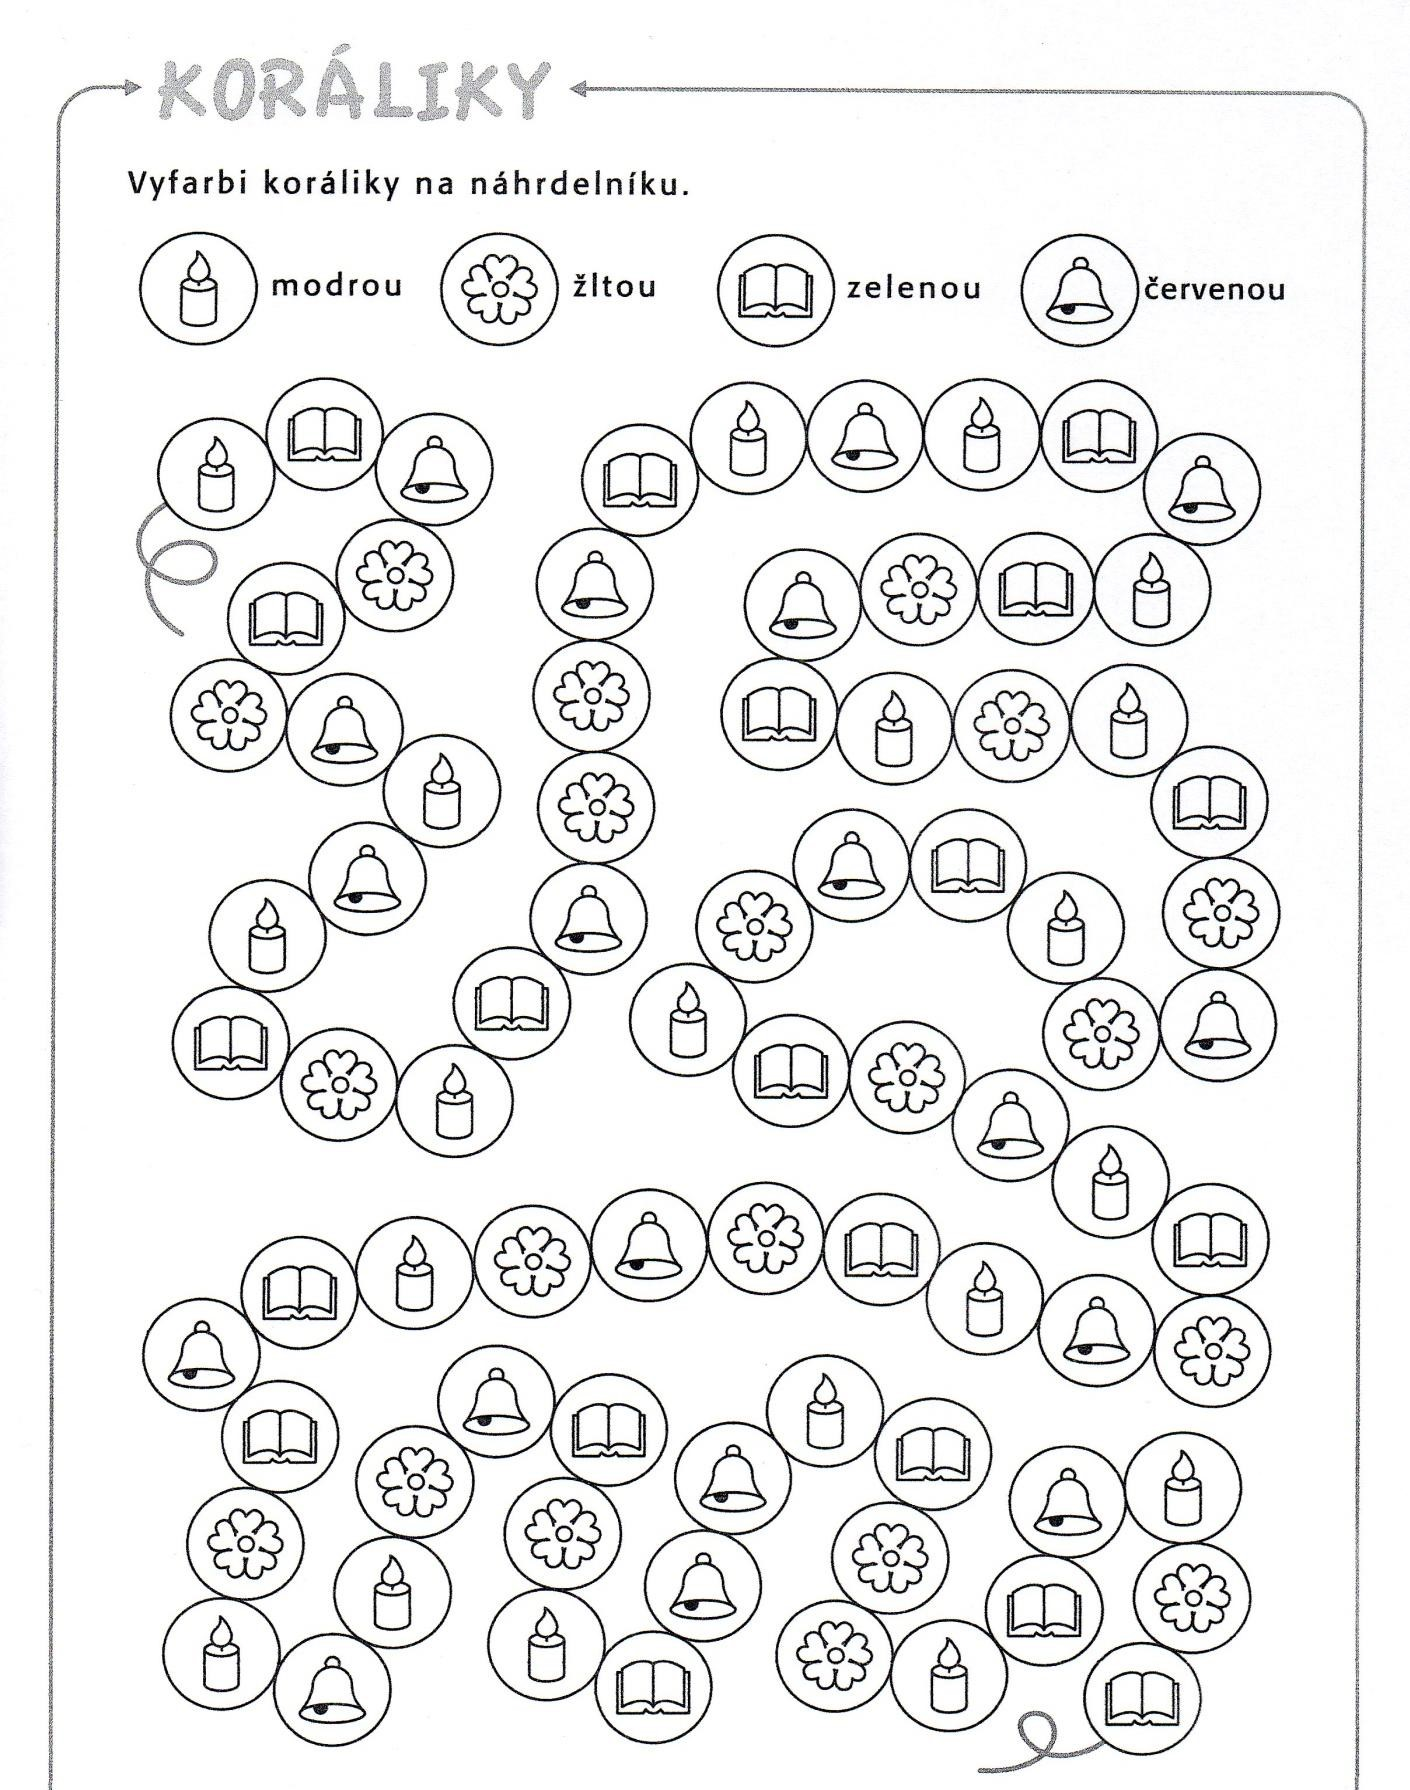 KORÁLIKY
Vyfarbi koráliky na náhrdelníku.
modrou žltou zelenou červenou